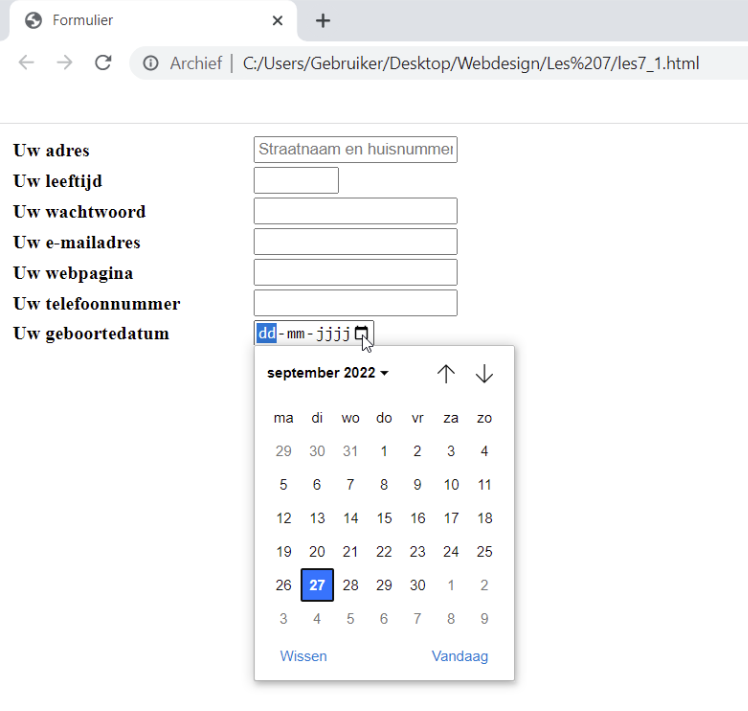 Formulier
Archief | C:/Users/Gebruiker/Desktop/Webdesign/Les%207/les7_1.html
Uw adres Straatnaam en huisnummer
Uw leeftijd
Uw wachtwoord
Uw e-mailadres
Uw webpagina
Uw telefoonnummer
Uw geboortedatum dd-mm-jjjj
september 2022
ma di wo do vr za zo
29 30 31 1 2 3 4
5 6 7 8 9 10 11
12 13 14 15 16 17 18
19 20 21 22 23 24 25
26 27 28 29 30 1 2
3 4 5 6 7 8 9
Wissen Vandaag